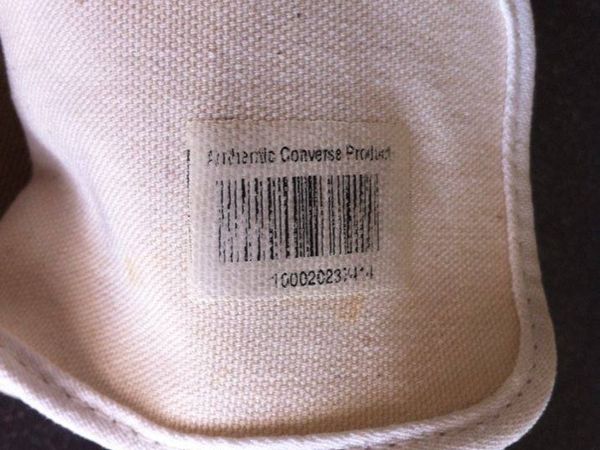 Authentic Converse Product